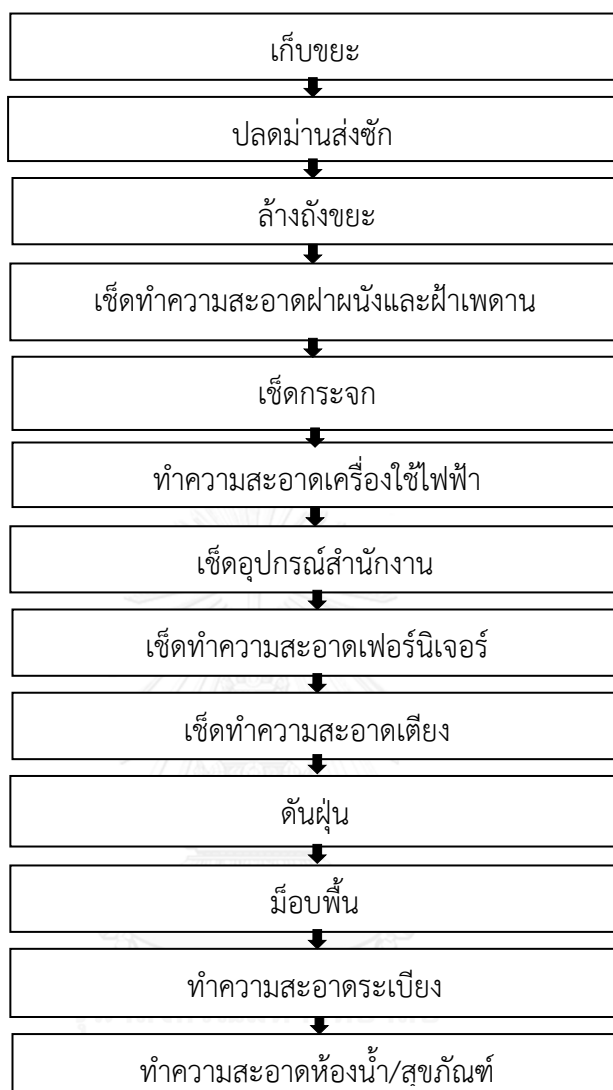 เก็บขยะ
ปลดม่านส่งซัก
ล้างถังขยะ
เช็ดทำความสะอาดฝาผนังและฝ้าเพดาน
เช็ดกระจก
ทำความสะอาดเครื่องใช้ไฟฟ้า
เช็ดอุปกรณ์สำนักงาน
เช็ดทำความสะอาดเฟอร์นิเจอร์
เช็ดทำความสะอาดเตียง
ดันฝุ่น
ม็อบพื้น
ทำความสะอาดระเบียง
ทำความสะอาดห้องน้ำ/สุขภัณฑ์